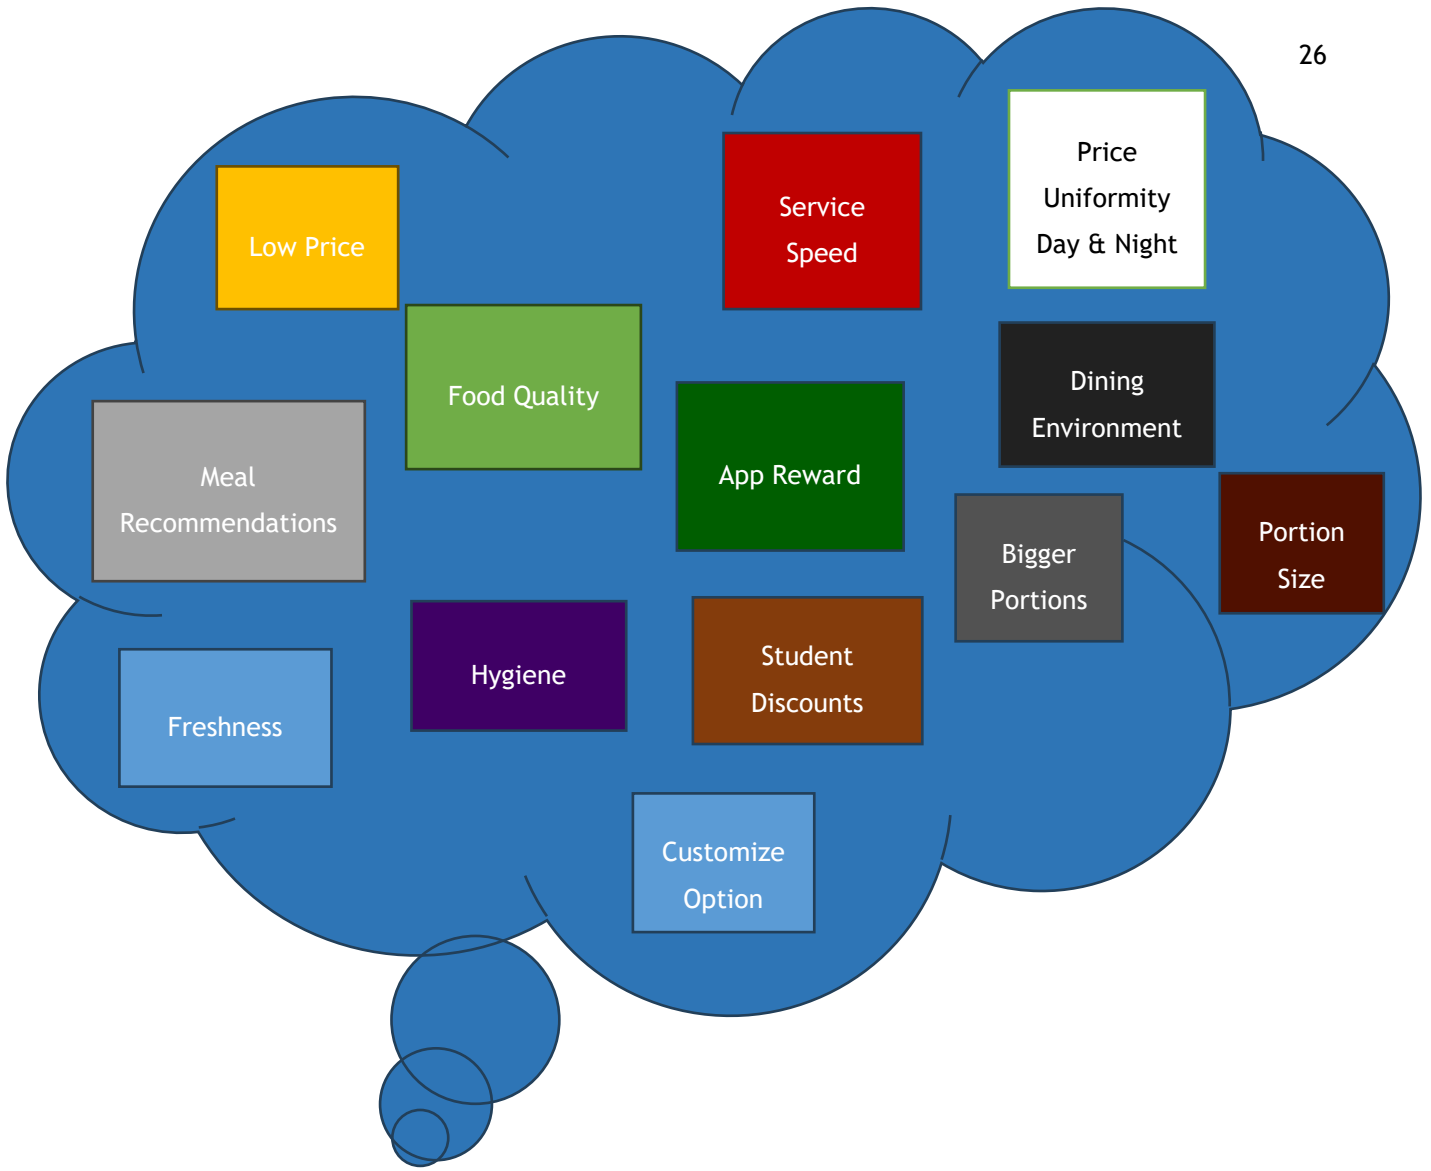 26
Low Price
Service
Speed
Price
Uniformity
Day & Night
Food Quality
Dining
Environment
Meal
Recommendations
App Reward
Bigger
Portions
Portion
Size
Freshness
Hygiene
Student
Discounts
Customize
Option